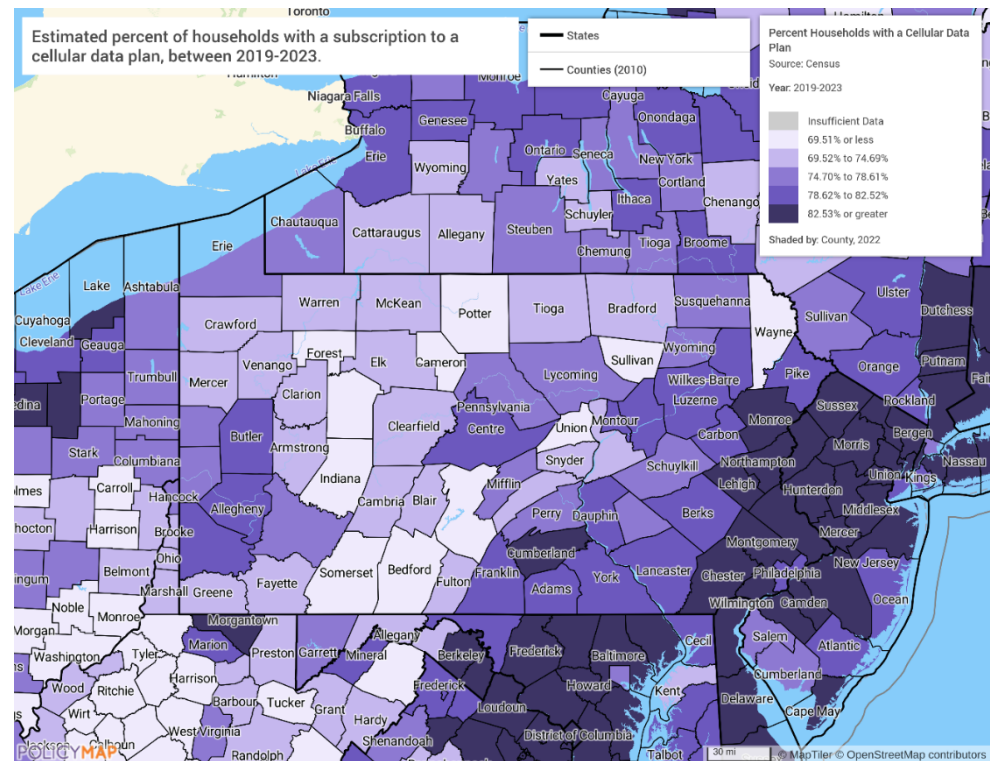 Estimated percent of households with a subscription to a
cellular data plan, between 2019-2023.
States
Counties (2010)
Percent Households with a Cellular Data
Plan
Source: Census
Year: 2019-2023
Insufficient Data
69.51% or less
69.52% to 74.69%
74.70% to 78.61%
78.62% to 82.52%
82.53% or greater
Shaded by: County, 2022
Toronto
Hamilton
Niagara Falls
Monroe
Cayuga
Onondaga
Genesee
Buffalo
Erie
Lake Erie
Wyoming
Ontario
Seneca
New York
Yates
Cortland
Chenango
Schuyler
Ithaca
Chautauqua
Cattaraugus
Allegany
Steuben
Chemung
Tioga
Broome
Erie
Lake Erie
Lake
Ashtabula
Cuyahoga
Cleveland
Geauga
Warren
McKean
Potter
Tioga
Bradford
Susquehanna
Wayne
Sullivan
Ulster
Dutchess
Crawford
Forest
Elk
Cameron
Sullivan
Wyoming
Pike
Orange
Putnam
Trumbull
Venango
Mercer
Portage
Clarion
Lycoming
Wilkes-Barre
Luzerne
Rockland
Mahoning
Butler
Armstrong
Clearfield
Pennsylvania
Centre
Union
Montour
Carbon
Monroe
Sussex
Bergen
Morris
Stark
Columbiana
Snyder
Schuylkill
Northampton
Lehigh
Hunterdon
Union
Kings
Nassau
Carroll
Hancock
Indiana
Cambria
Blair
Mifflin
Allegheny
Perry
Dauphin
Berks
Middlesex
Harrison
Brooke
Mercer
Montgomery
Cumberland
Ohio
Belmont
Somerset
Bedford
Fulton
Franklin
Adams
York
Lancaster
Chester
Philadelphia
New Jersey
Marshall
Greene
Fayette
Wilmington
Camden
Ocean
Noble
Monroe
Morgan
Morgantown
Marion
Preston
Garrett
Allegany
Mineral
Berkeley
Frederick
Baltimore
Cecil
Salem
Atlantic
Washington
Tyler
Harrison
Cumberland
Wood
Ritchie
Barbour
Tucker
Grant
Frederick
Howard
Kent
Delaware
Cape May
Wirt
West Virginia
Hardy
Loudoun
District of Columbia
Jackson
Calhoun
Randolph
Shenandoah
Talbot
POLICYMAP
30 mi
© MapTiler © OpenStreetMap contributors